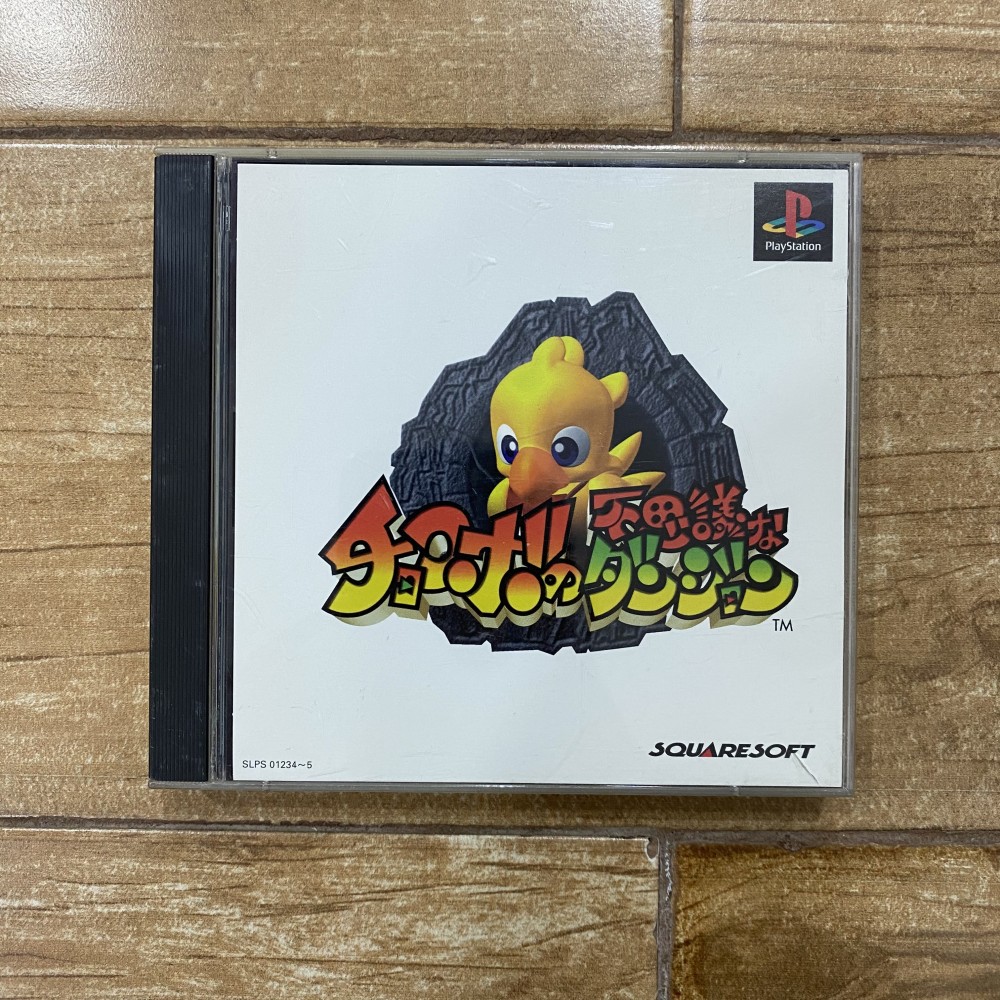 PlayStation
チョコボの不思議な
ダンジョン
TM
SQUARESOFT
SLPS 01234~5